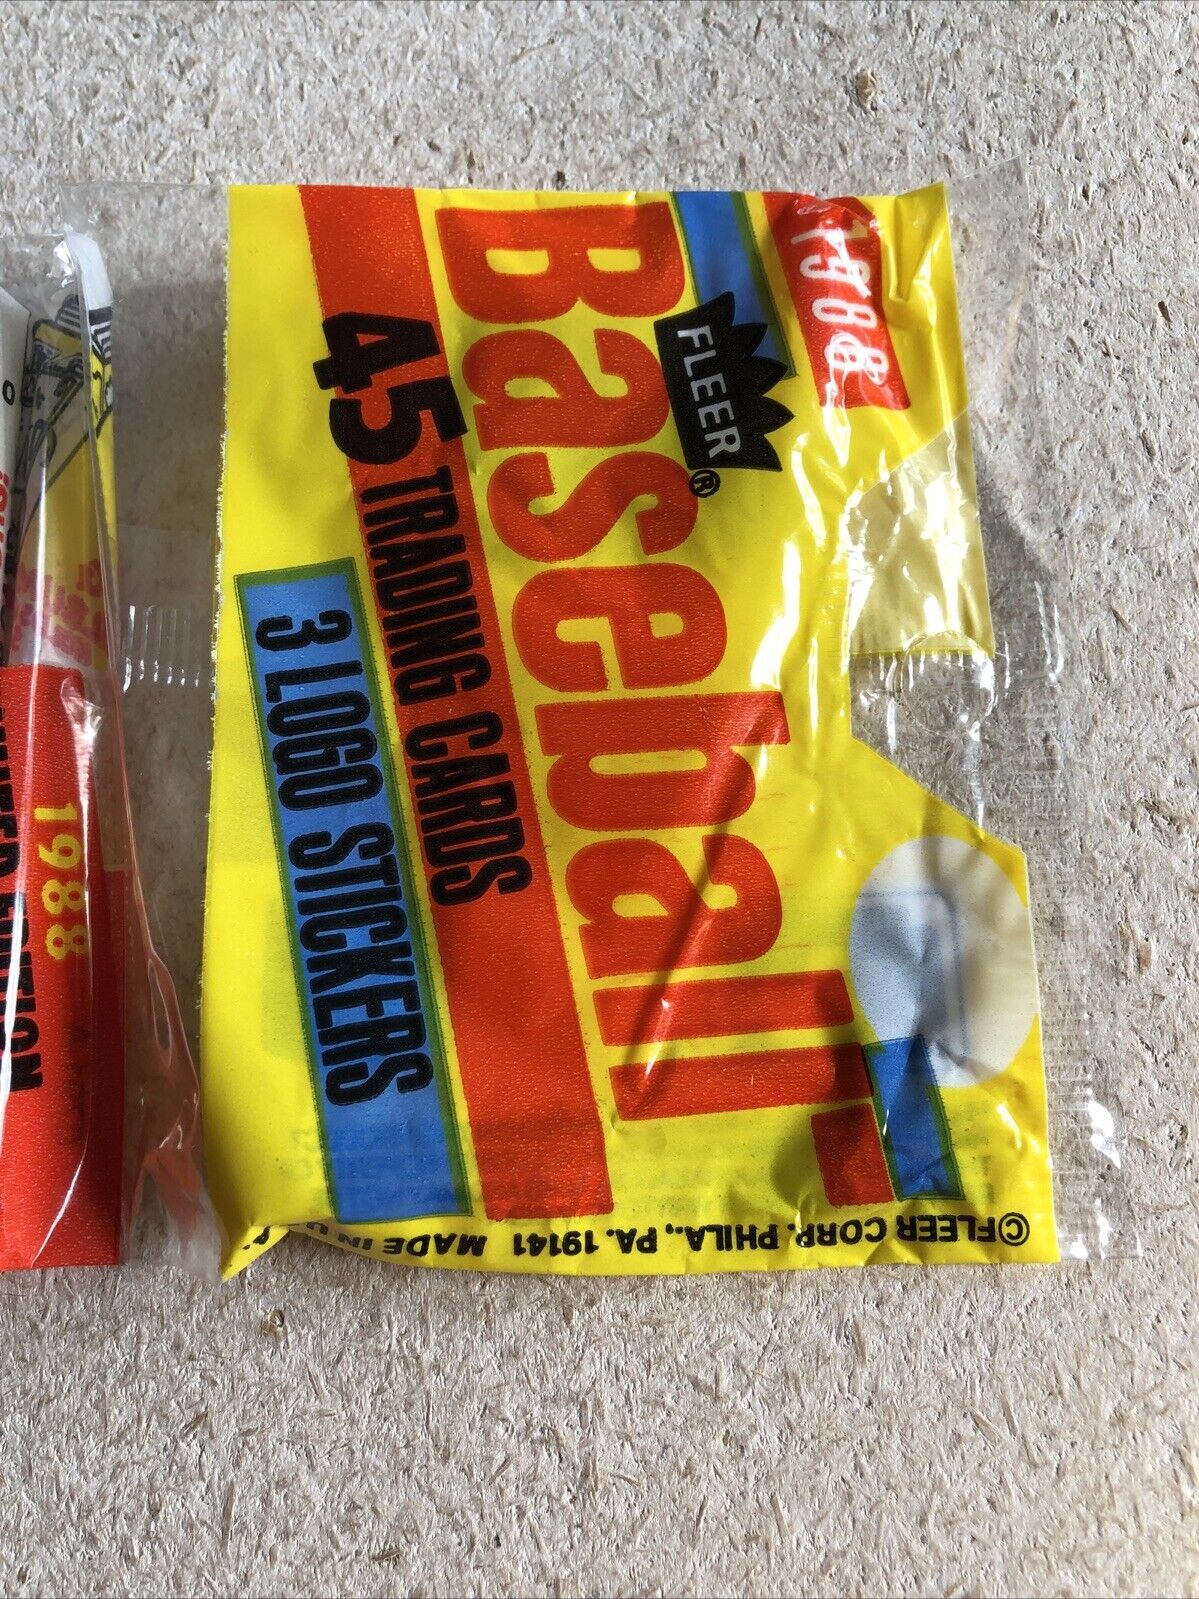 1988
FLEER®
Baseball
45 TRADING CARDS
3 LOGO STICKERS
©FLEER CORP. PHILA., PA. 19141 MADE IN U
1988